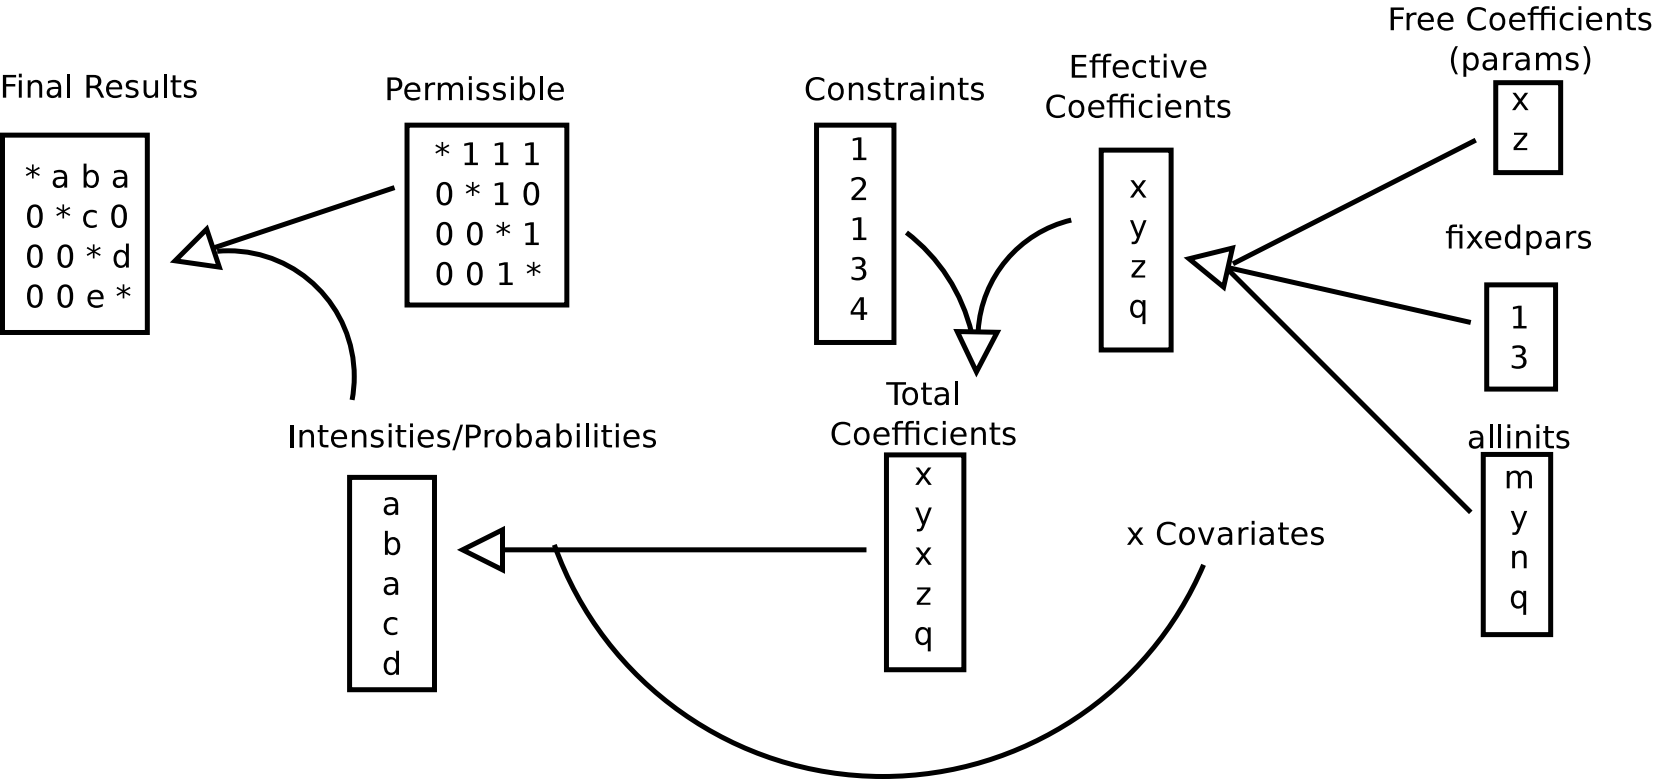 Final Results
* a b a
0 * c 0
0 0 * d
0 0 e *
Permissible
* 1 1 1
0 * 1 0
0 0 * 1
0 0 1 *
Constraints
1
2
1
3
4
Effective
Coefficients
x
y
z
q
Free Coefficients
(params)
x
z
fixedpars
1
3
allinits
m
y
n
q
Total
Coefficients
x
y
x
z
q
x Covariates
Intensities/Probabilities
a
b
a
c
d